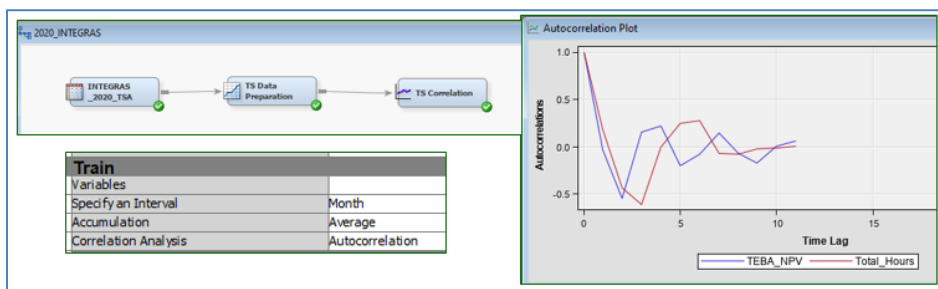 2020_INTEGRAS
INTEGRAS
_2020_TSA
TS Data
Preparation
TS Correlation
Train
Variables
Specify an Interval Month
Accumulation Average
Correlation Analysis Autocorrelation
Autocorrelation Plot
1.0
0.5
0.0
-0.5
Autocorrelations
0 5 10 15
Time Lag
TEBA_NPV Total_Hours